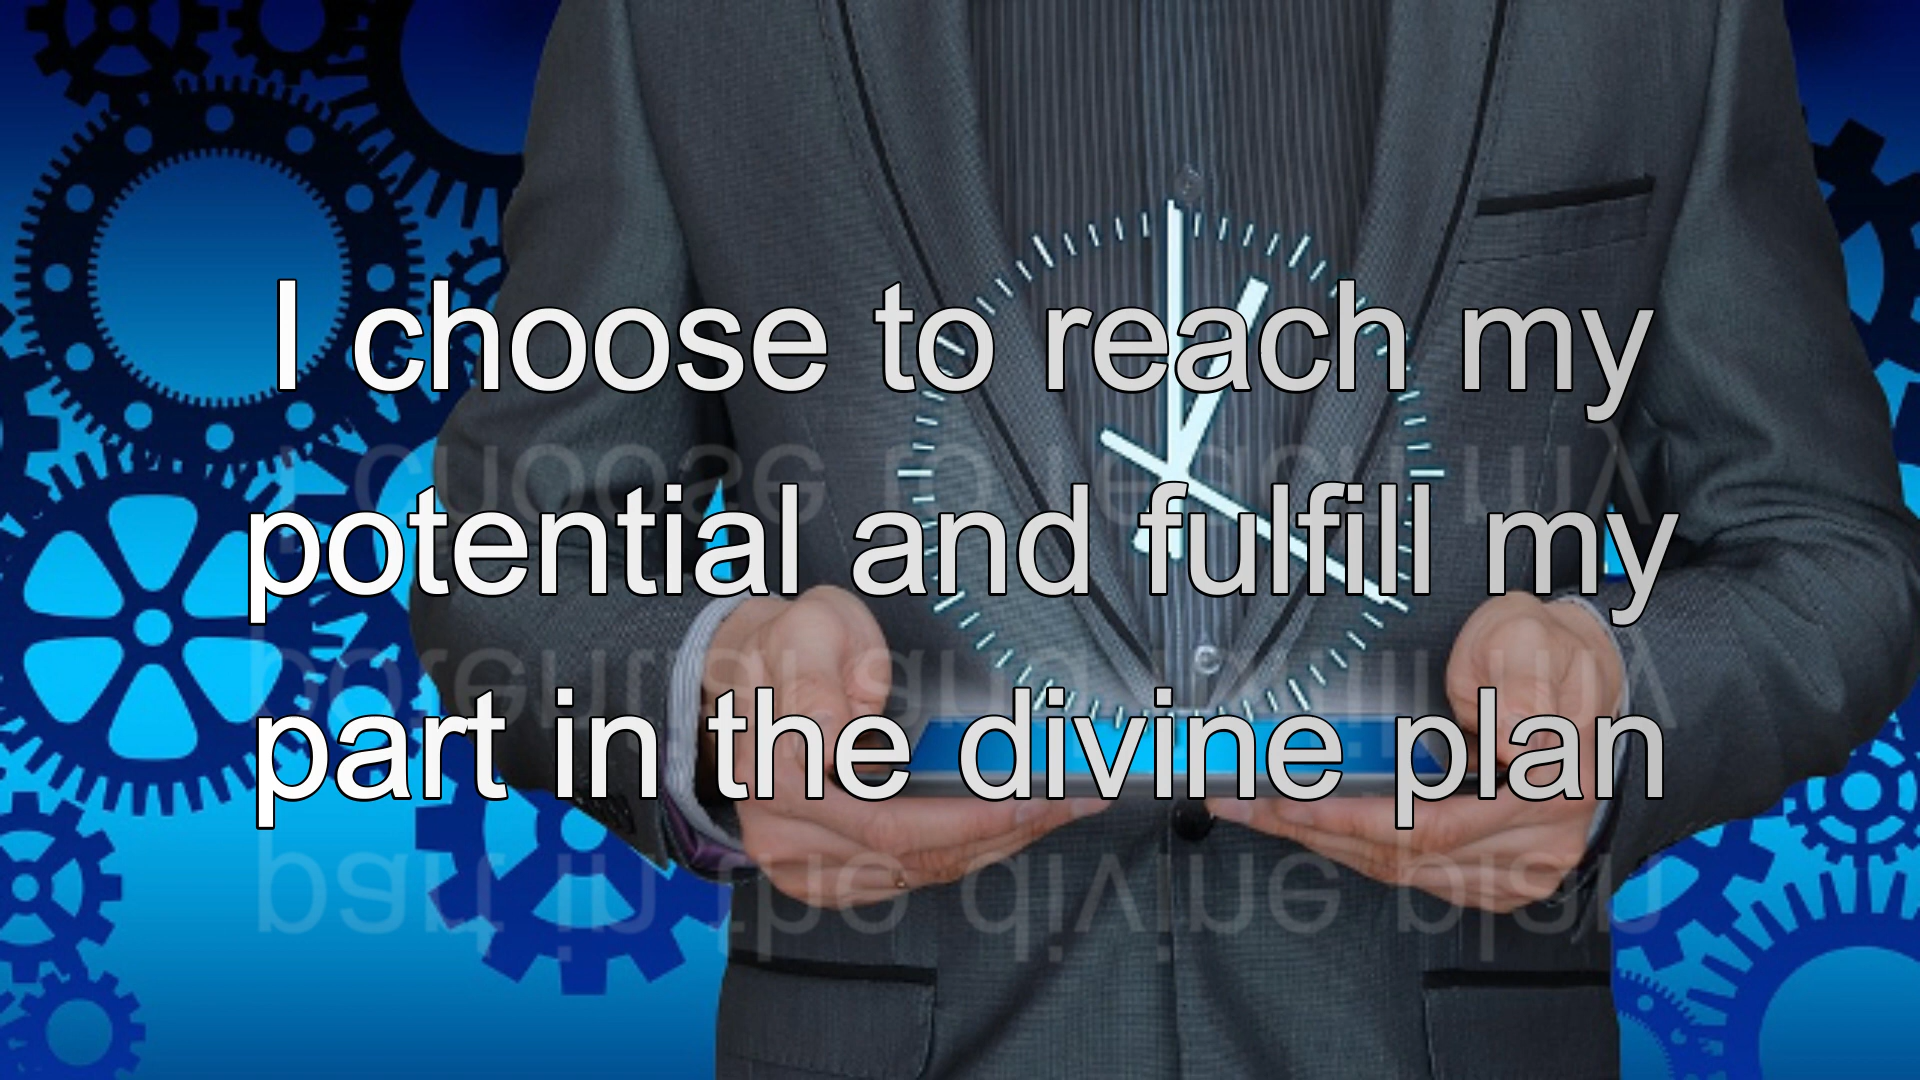 I choose to reach my
potential and fulfill my
part in the divine plan